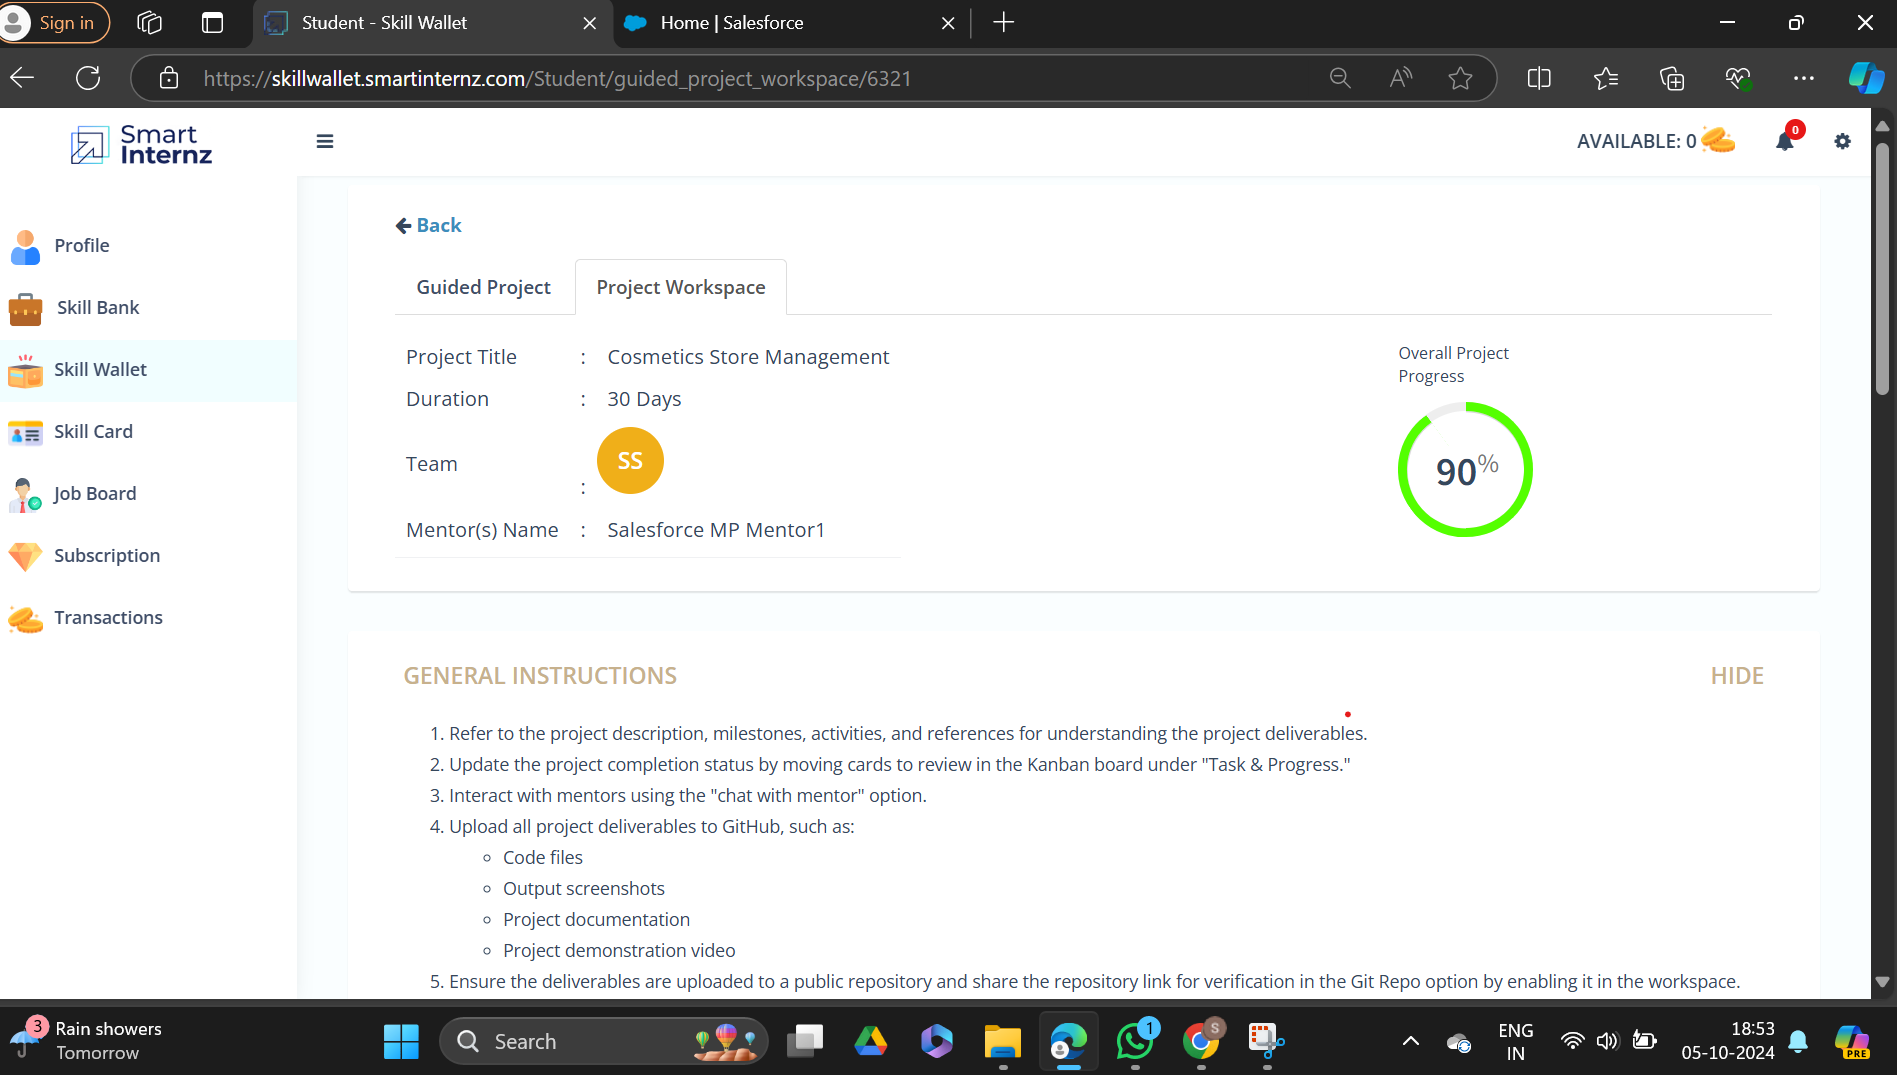 Sign in
Student - Skill Wallet
Home | Salesforce
https://skillwallet.smartinternz.com/Student/guided_project_workspace/6321
Smart
Internz
AVAILABLE: 0
0
Profile
Skill Bank
Skill Wallet
Skill Card
Job Board
Subscription
Transactions
Back
Guided Project
Project Workspace
Project Title : Cosmetics Store Management
Duration : 30 Days
Team : SS
Mentor(s) Name : Salesforce MP Mentor1
Overall Project
Progress
90%
GENERAL INSTRUCTIONS
HIDE
1. Refer to the project description, milestones, activities, and references for understanding the project deliverables.
2. Update the project completion status by moving cards to review in the Kanban board under "Task & Progress."
3. Interact with mentors using the "chat with mentor" option.
4. Upload all project deliverables to GitHub, such as:
Code files
Output screenshots
Project documentation
Project demonstration video
5. Ensure the deliverables are uploaded to a public repository and share the repository link for verification in the Git Repo option by enabling it in the workspace.
3
Rain showers
Tomorrow
Search
1
S
ENG
IN
18:53
05-10-2024
PRE